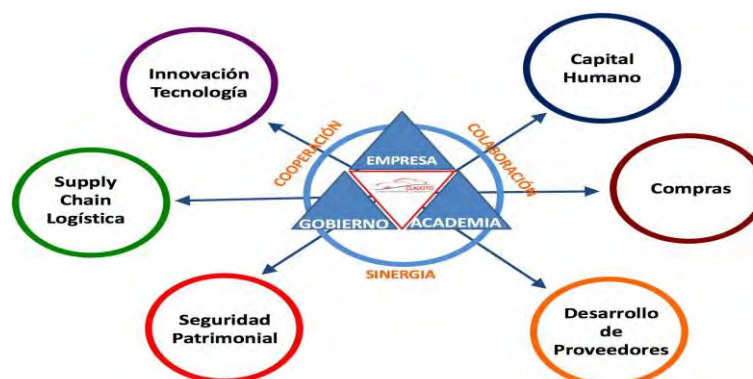 Innovación
Tecnología
Capital
Humano
COOPERACIÓN
COLABORACIÓN
EMPRESA
Supply
Chain
Logística
Compras
GOBIERNO
ACADEMIA
SINERGIA
Seguridad
Patrimonial
Desarrollo
de
Proveedores